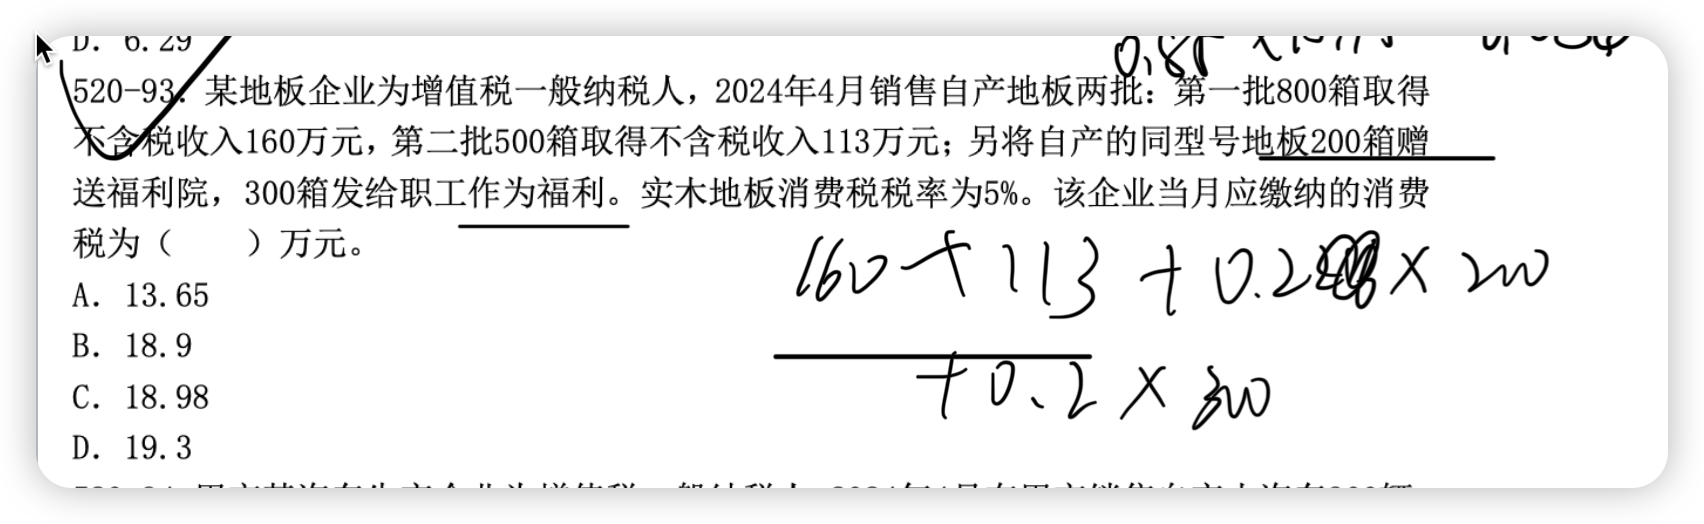 D. 6.29
520-93. 某地板企业为增值税一般纳税人，2024年4月销售自产地板两批：第一批800箱取得
不含税收入160万元，第二批500箱取得不含税收入113万元；另将自产的同型号地板200箱赠
送福利院，300箱发给职工作为福利。实木地板消费税税率为5%。该企业当月应缴纳的消费
税为（　　）万元。
160 + 113 + 0.2 × 200
A. 13.65
B. 18.9
+ 0.2 × 300
C. 18.98
D. 19.3